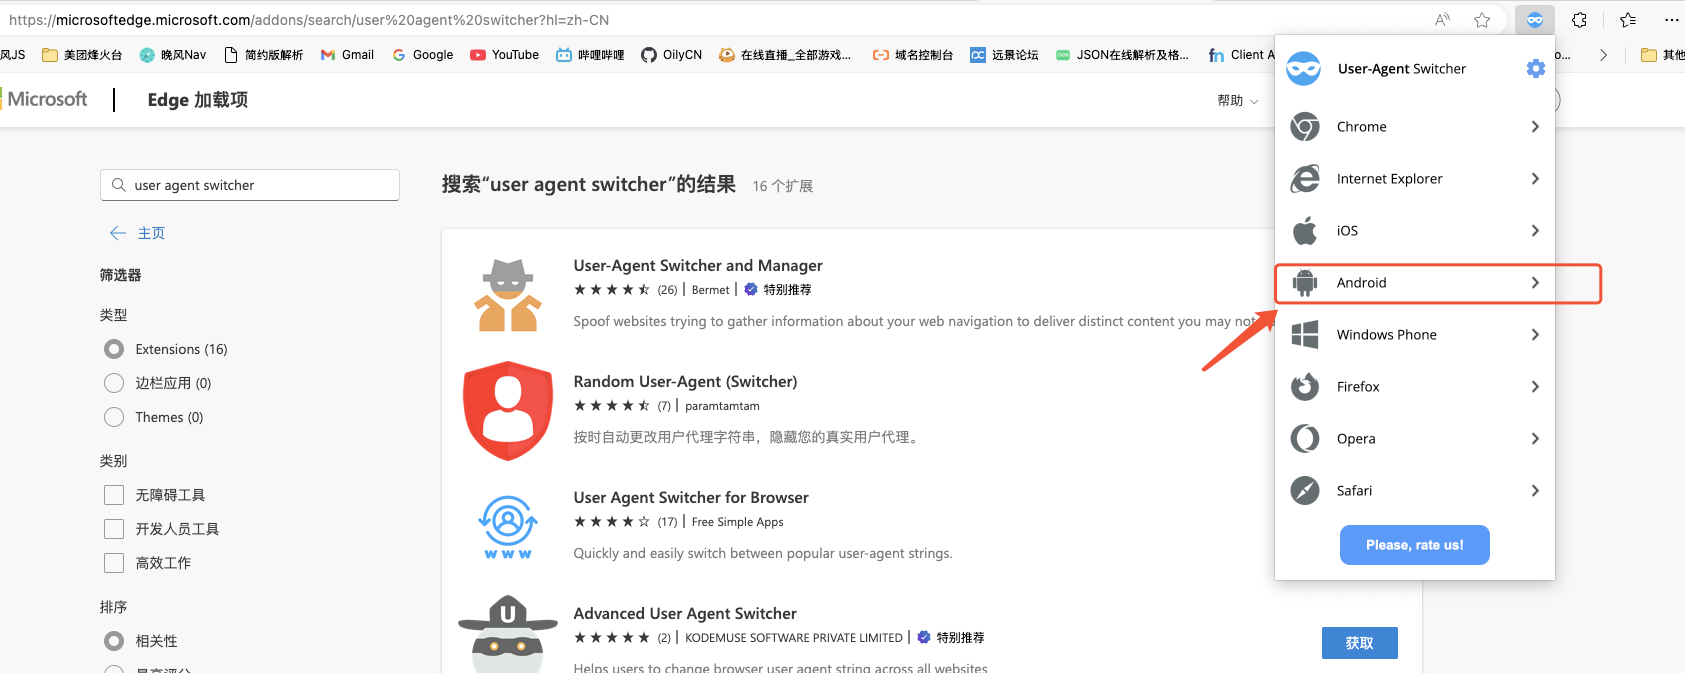 https://microsoftedge.microsoft.com/addons/search/user%20agent%20switcher?hl=zh-CN
风JS
美团烽火台
晚风Nav
简约版解析
Gmail
Google
YouTube
哔哩哔哩
OilyCN
在线直播_全部游戏...
域名控制台
远景论坛
JSON在线解析及格...
Client A
o...
其他
Microsoft
Edge 加载项
帮助
user agent switcher
主页
筛选器
类型
Extensions (16)
边栏应用 (0)
Themes (0)
类别
无障碍工具
开发人员工具
高效工作
排序
相关性
搜索“user agent switcher”的结果 16 个扩展
User-Agent Switcher and Manager
(26) | Bermet | 特别推荐
Spoof websites trying to gather information about your web navigation to deliver distinct content you may not
Random User-Agent (Switcher)
(7) | paramtamtam
按时自动更改用户代理字符串，隐藏您的真实用户代理。
www
User Agent Switcher for Browser
(17) | Free Simple Apps
Quickly and easily switch between popular user-agent strings.
U
Advanced User Agent Switcher
(2) | KODEMUSE SOFTWARE PRIVATE LIMITED | 特别推荐
Helps users to change browser user agent string across all websites
获取
User-Agent Switcher
Chrome
Internet Explorer
iOS
Android
Windows Phone
Firefox
Opera
Safari
Please, rate us!